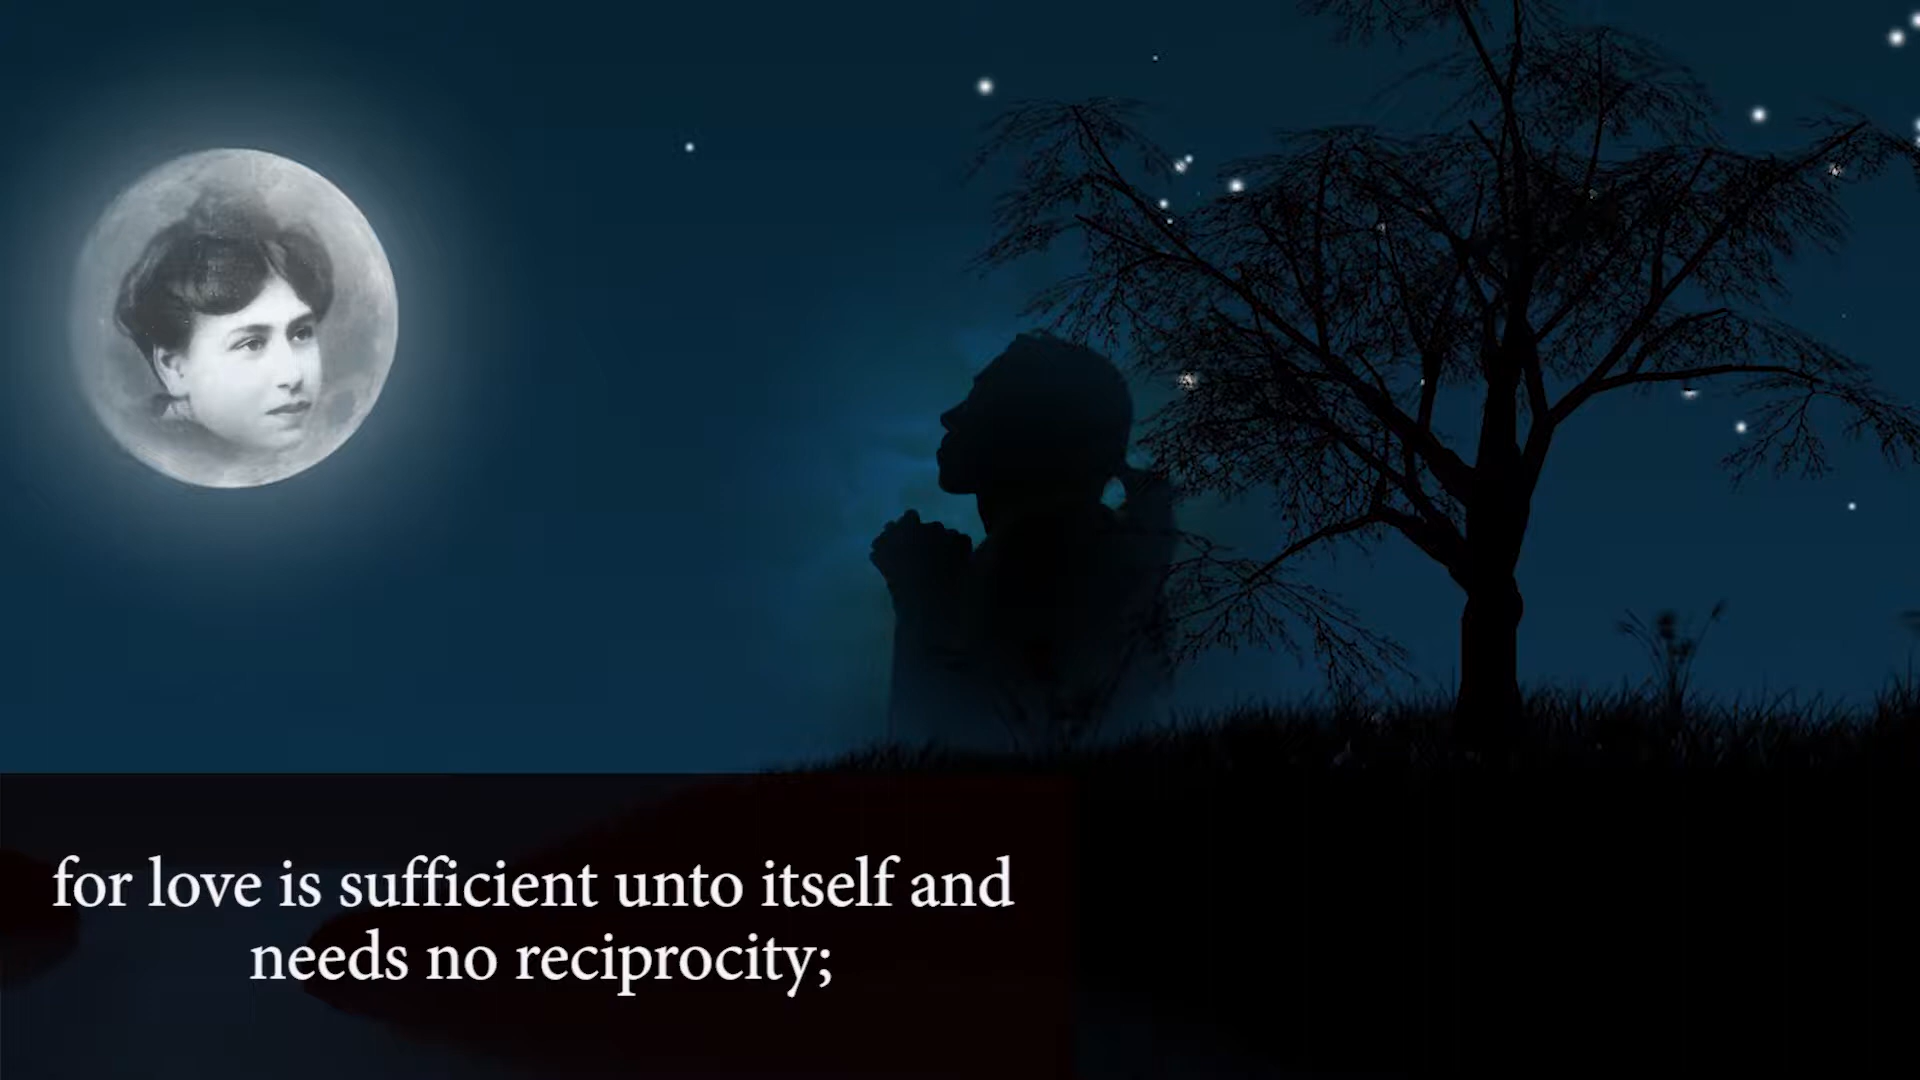 for love is sufficient unto itself and
needs no reciprocity;